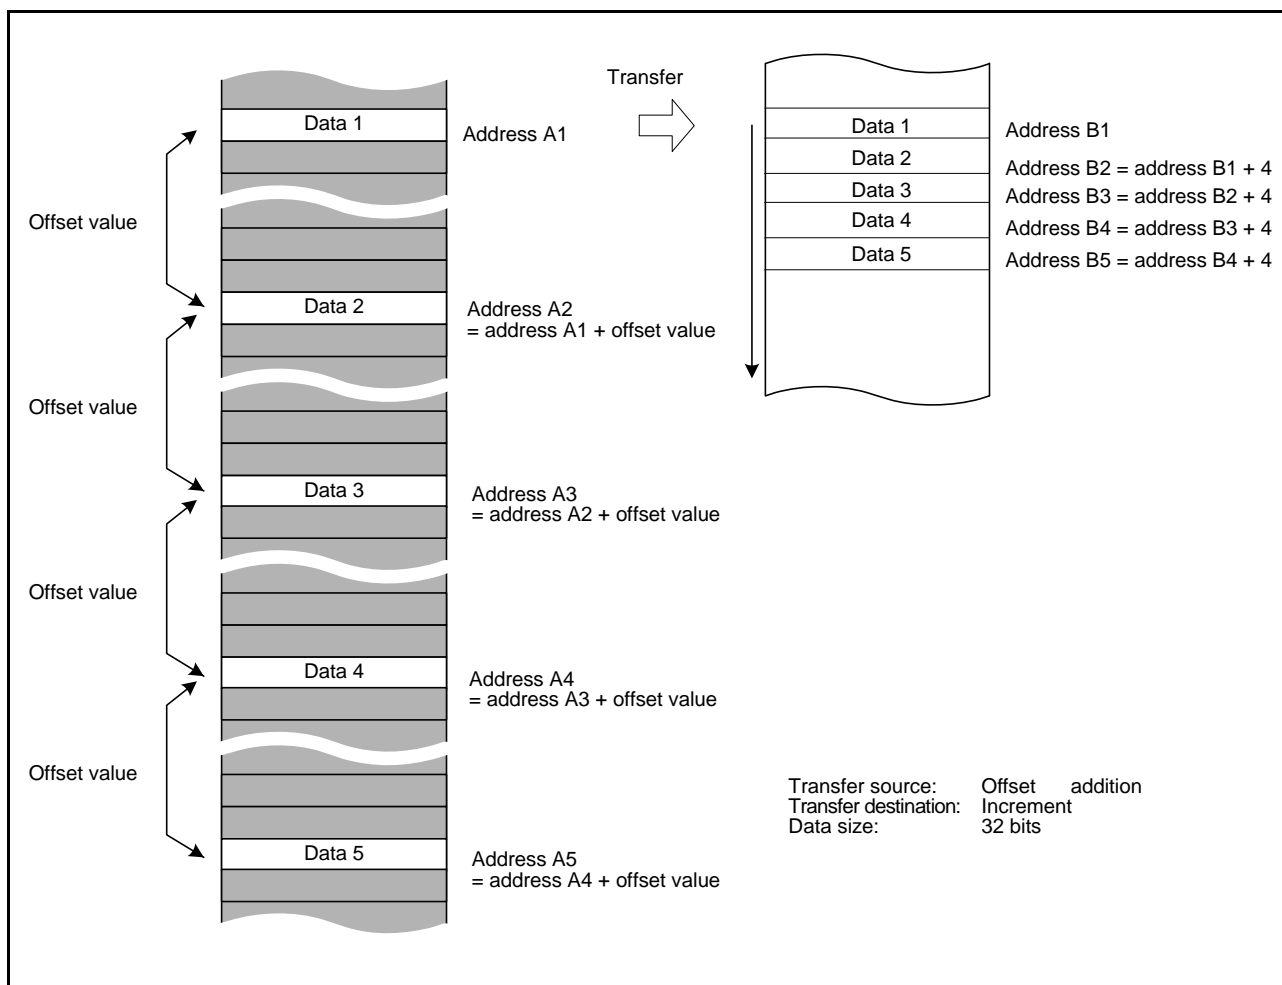 Transfer
Data 1
Address A1
Data 1
Address B1
Data 2
Address B2 = address B1 + 4
Data 3
Address B3 = address B2 + 4
Data 4
Address B4 = address B3 + 4
Data 5
Address B5 = address B4 + 4
Offset value
Data 2
Address A2
= address A1 + offset value
Offset value
Data 3
Address A3
= address A2 + offset value
Offset value
Data 4
Address A4
= address A3 + offset value
Offset value
Data 5
Address A5
= address A4 + offset value
Transfer source: Offset addition
Transfer destination: Increment
Data size: 32 bits